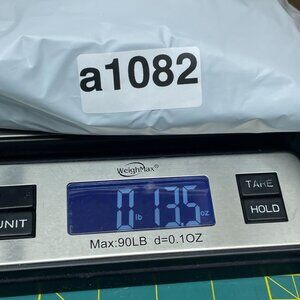 a1082
WeighMax
0 lb 13.5 oz
TARE
UNIT
HOLD
Max:90LB d=0.1OZ